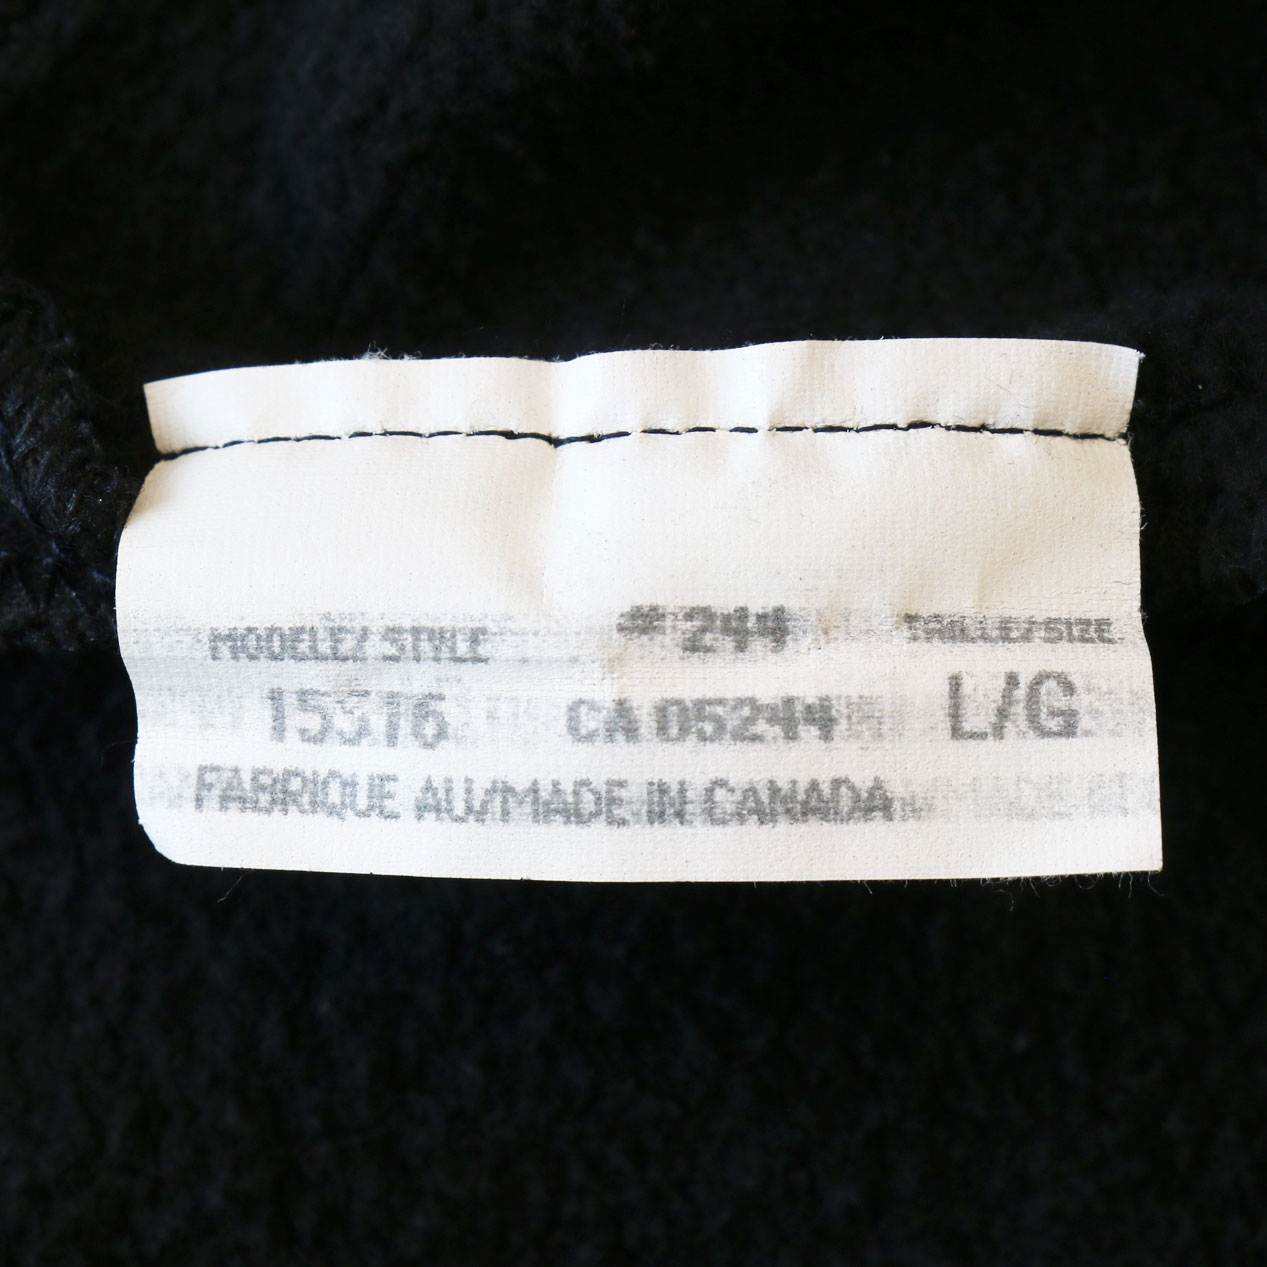 MODELE/ STYLE # 244 TAILLE/SIZE
15376 CA 05244 L/G
FABRIQUE AU/MADE IN CANADA